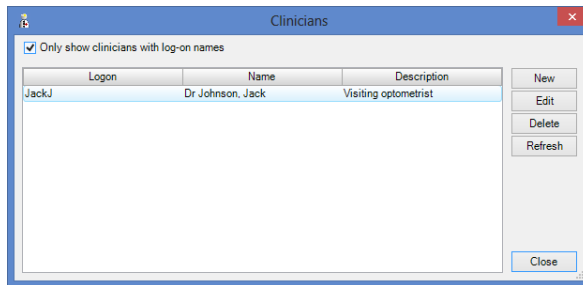 Clinicians
Only show clinicians with log-on names
Logon Name Description
JackJ Dr Johnson, Jack Visiting optometrist
New
Edit
Delete
Refresh
Close